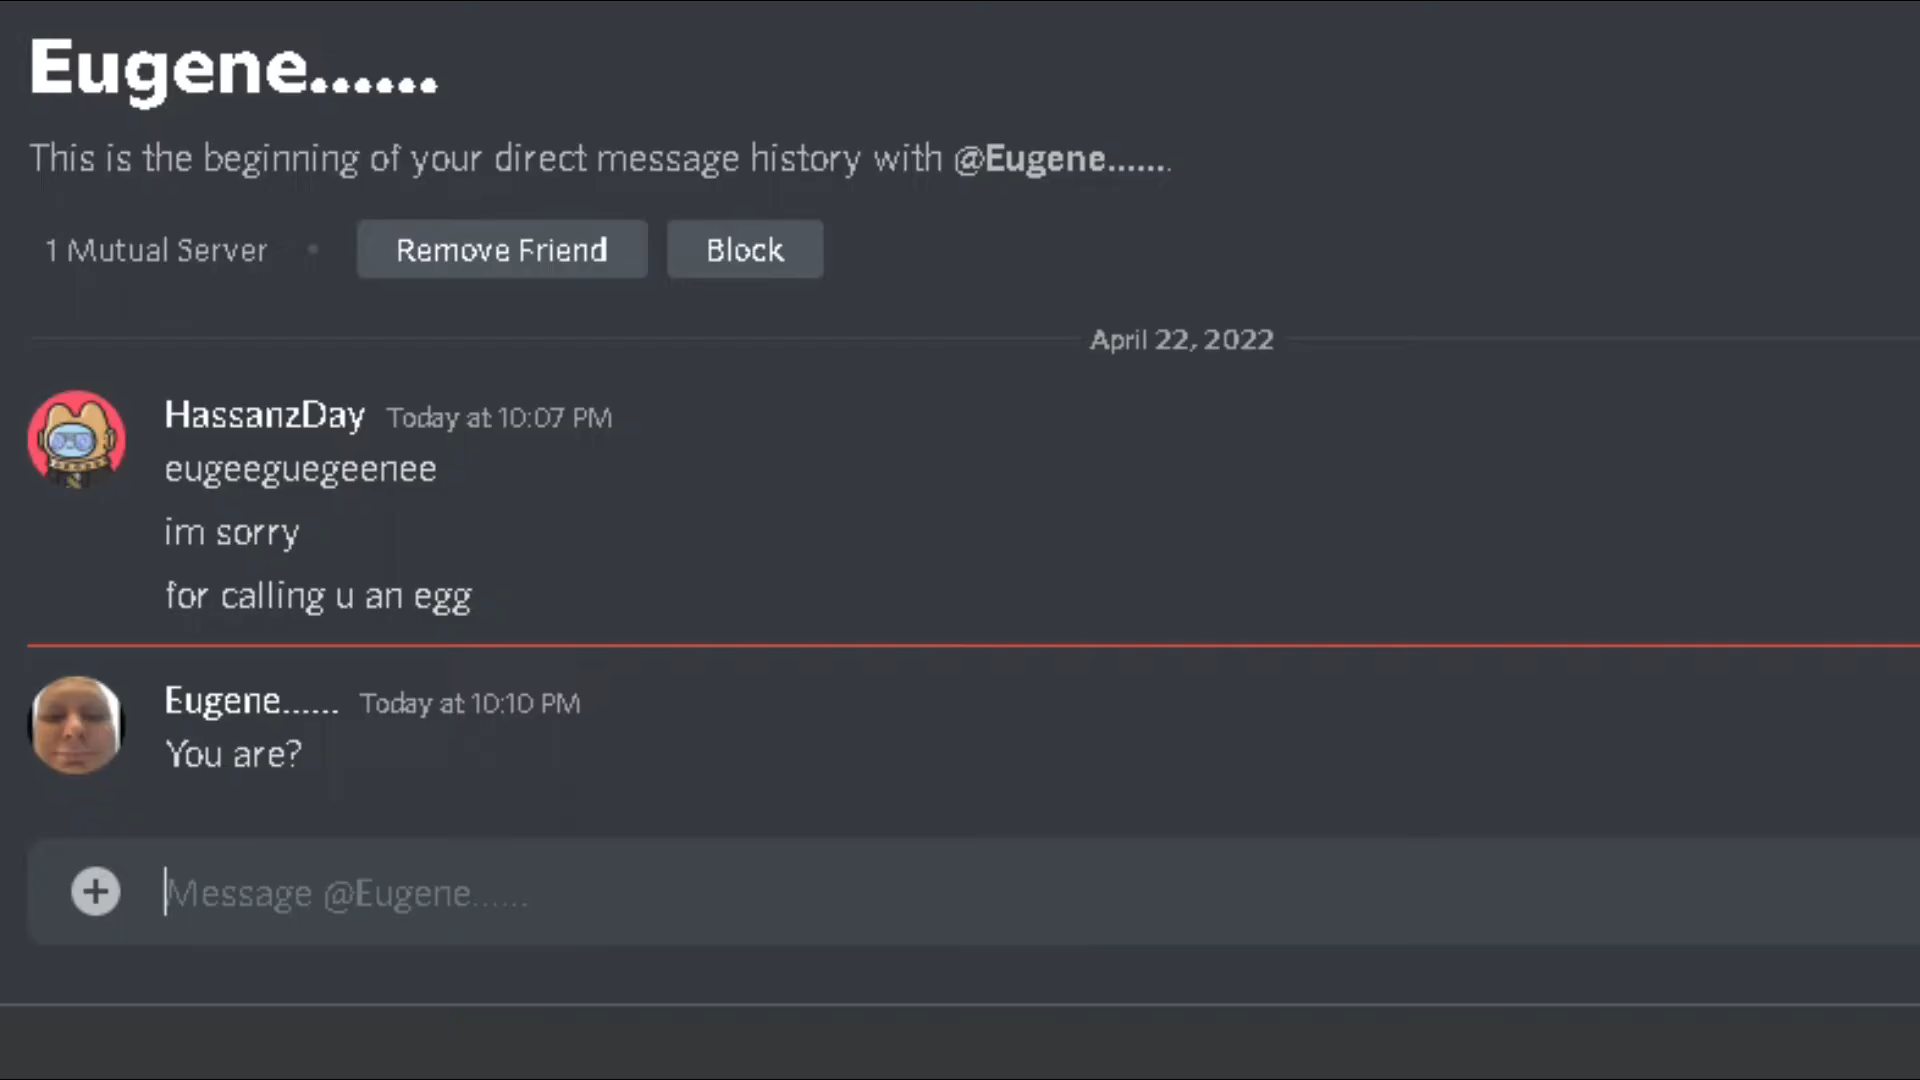 Eugene......
This is the beginning of your direct message history with @Eugene.......
1 Mutual Server
Remove Friend
Block
April 22, 2022
HassanzDay Today at 10:07 PM
eugeeguegeenee
im sorry
for calling u an egg
Eugene...... Today at 10:10 PM
You are?
Message @Eugene......